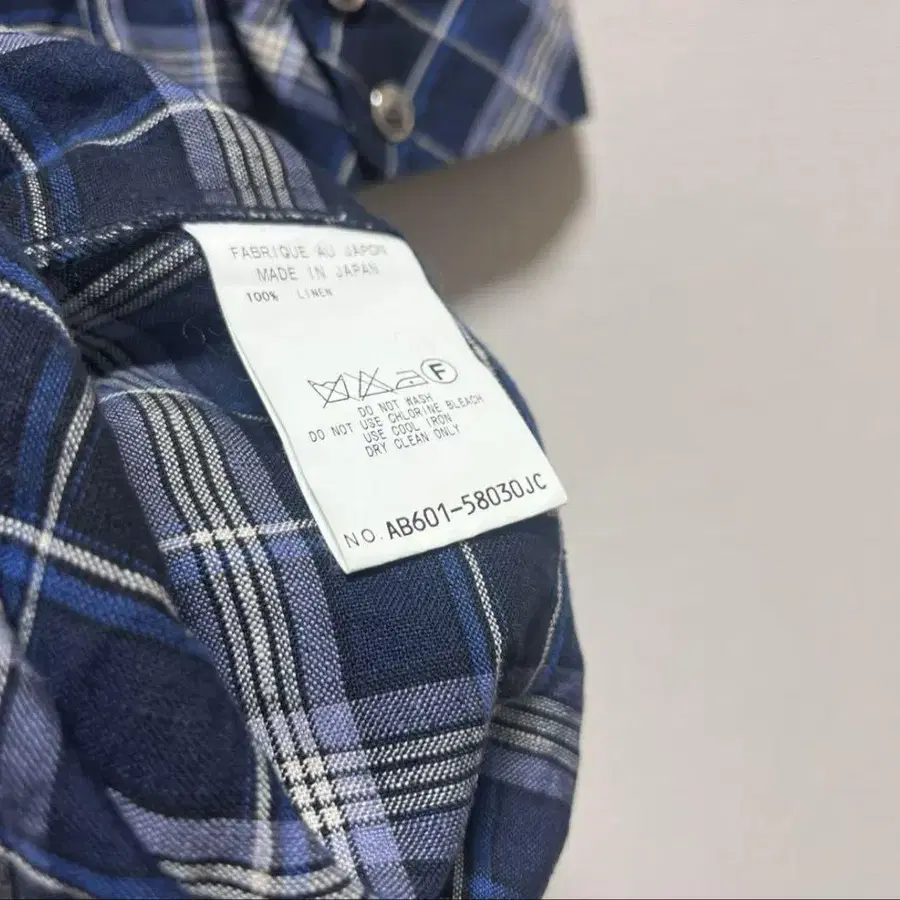 FABRIQUE AU JAPON
MADE IN JAPAN
100% LINEN
F
DO NOT WASH
DO NOT USE CHLORINE BLEACH
USE COOL IRON
DRY CLEAN ONLY
NO. AB601-58030JC